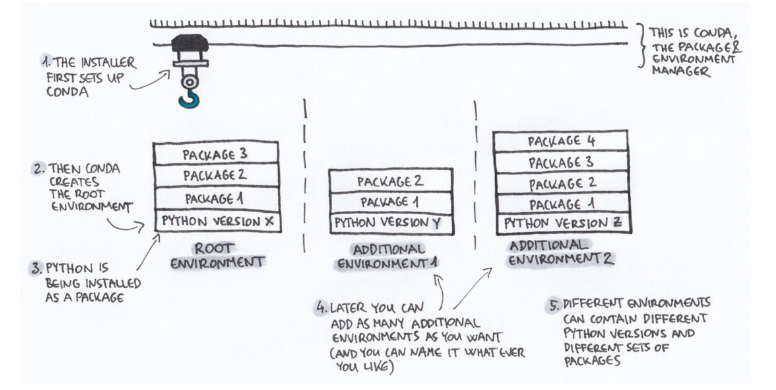 THIS IS CONDA,
THE PACKAGE &
ENVIRONMENT
MANAGER
1. THE INSTALLER
FIRST SETS UP
CONDA
2. THEN CONDA
CREATES
THE ROOT
ENVIRONMENT
3. PYTHON IS
BEING INSTALLED
AS A PACKAGE
PACKAGE 3
PACKAGE 2
PACKAGE 1
PYTHON VERSION X
ROOT
ENVIRONMENT
PACKAGE 2
PACKAGE 1
PYTHON VERSION Y
ADDITIONAL
ENVIRONMENT 1
PACKAGE 4
PACKAGE 3
PACKAGE 2
PACKAGE 1
PYTHON VERSION Z
ADDITIONAL
ENVIRONMENT 2
4. LATER YOU CAN
ADD AS MANY ADDITIONAL
ENVIRONMENTS AS YOU WANT
(AND YOU CAN NAME IT WHAT EVER
YOU LIKE)
5. DIFFERENT ENVIRONMENTS
CAN CONTAIN DIFFERENT
PYTHON VERSIONS AND
DIFFERENT SETS OF
PACKAGES